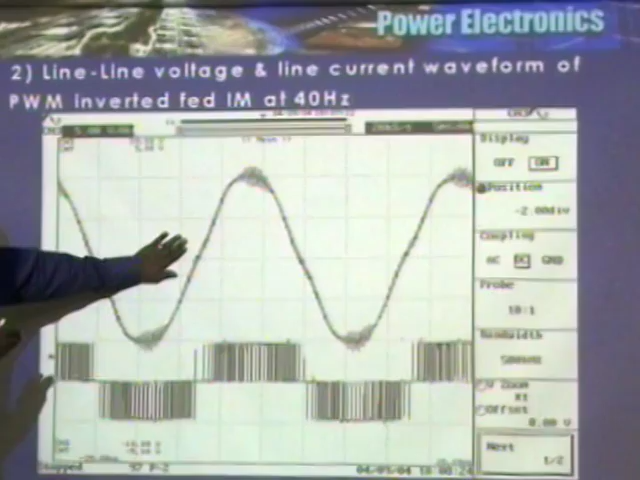 Power Electronics
2) Line-Line voltage & line current waveform of
PWM inverted fed IM at 40Hz
Display
OFF ON
Position
-2.00div
Coupling
AC DC GND
Probe
10:1
Bandwidth
V Zoom
X1
Offset
0.00 V
Next
1/2
Stopped